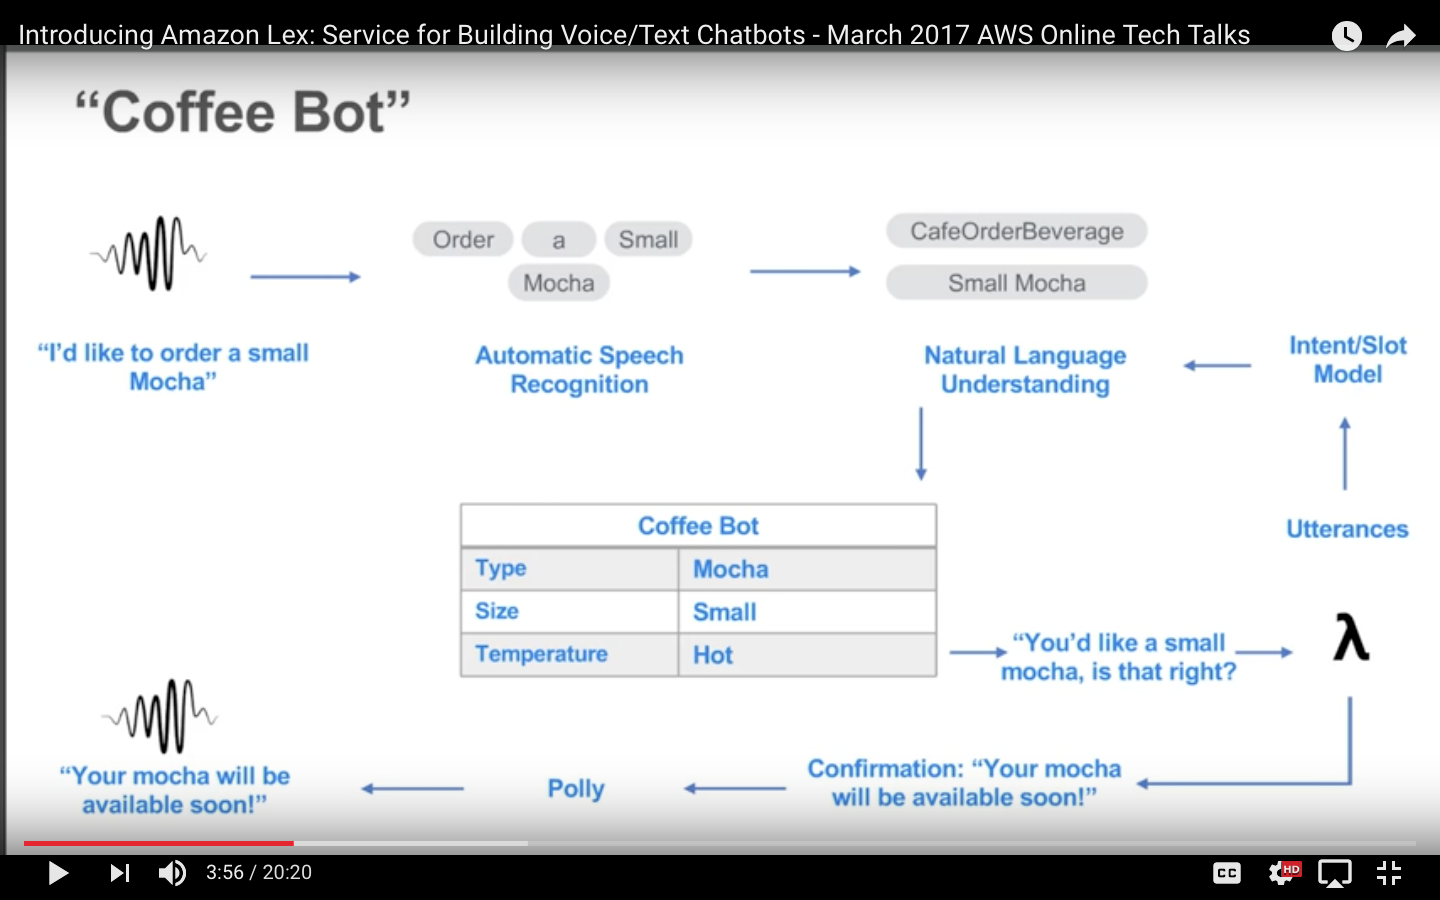 Introducing Amazon Lex: Service for Building Voice/Text Chatbots - March 2017 AWS Online Tech Talks
“Coffee Bot”
Order a Small
Mocha
CafeOrderBeverage
Small Mocha
“I’d like to order a small
Mocha”
Automatic Speech
Recognition
Natural Language
Understanding
Intent/Slot
Model
Utterances
Coffee Bot
Type Mocha
Size Small
Temperature Hot
“You’d like a small
mocha, is that right?
λ
Confirmation: “Your mocha
will be available soon!”
Polly
“Your mocha will be
available soon!”
3:56 / 20:20
CC
HD